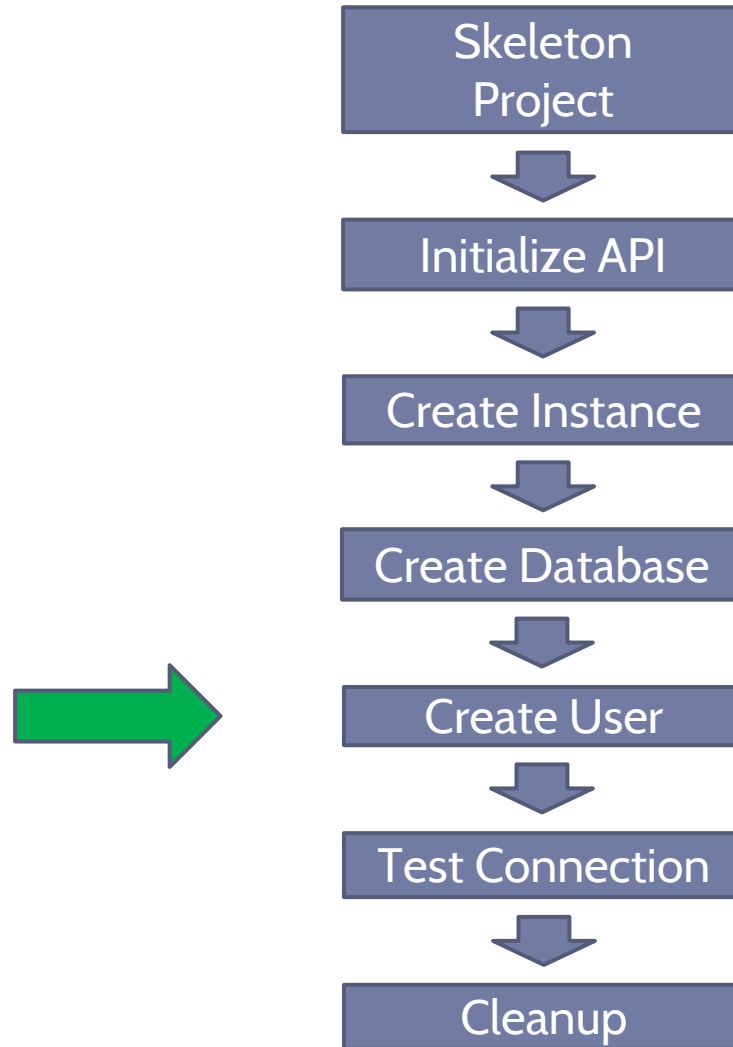 Skeleton
Project
Initialize API
Create Instance
Create Database
Create User
Test Connection
Cleanup